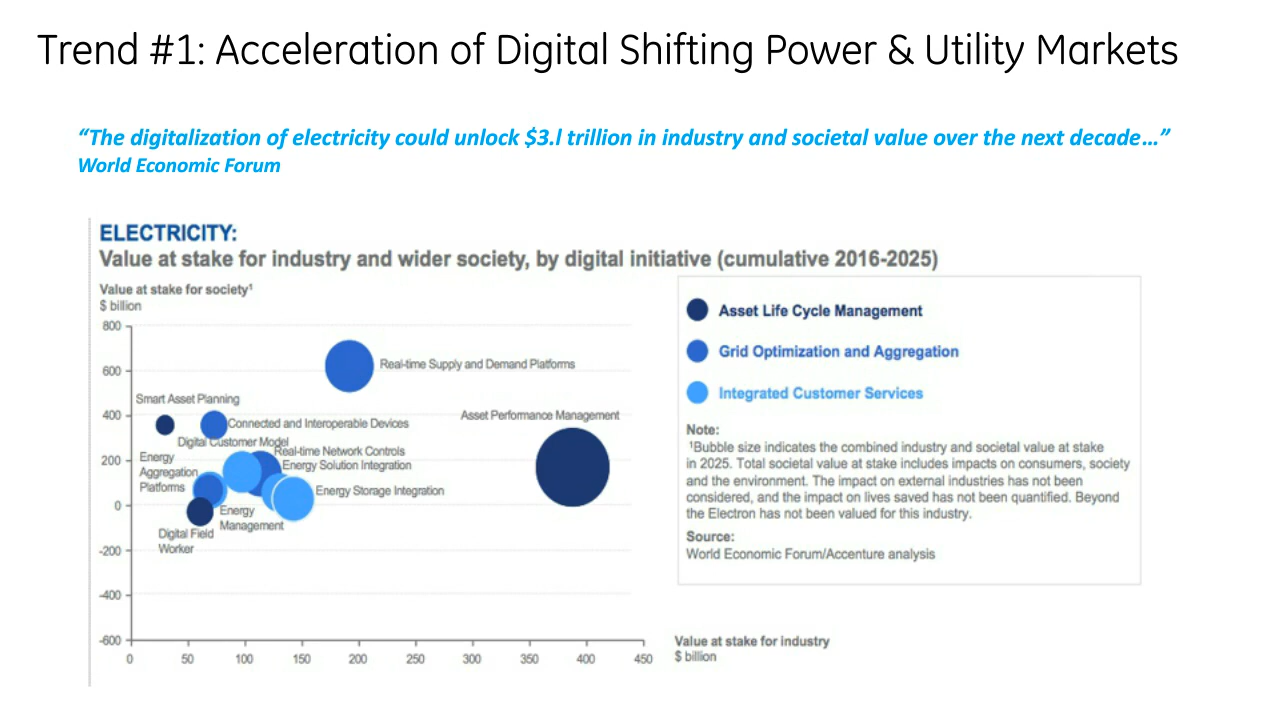 Trend #1: Acceleration of Digital Shifting Power & Utility Markets
“The digitalization of electricity could unlock $3.l trillion in industry and societal value over the next decade…”
World Economic Forum
ELECTRICITY:
Value at stake for industry and wider society, by digital initiative (cumulative 2016-2025)
Value at stake for society¹
$ billion
800
600
400
200
0
-200
-400
-600
0
50
100
150
200
250
300
350
400
450
Value at stake for industry
$ billion
Real-time Supply and Demand Platforms
Smart Asset Planning
Connected and Interoperable Devices
Asset Performance Management
Digital Customer Model
Real-time Network Controls
Energy
Aggregation
Platforms
Energy Solution Integration
Energy Storage Integration
Energy
Management
Digital Field
Worker
Asset Life Cycle Management
Grid Optimization and Aggregation
Integrated Customer Services
Note:
¹Bubble size indicates the combined industry and societal value at stake
in 2025. Total societal value at stake includes impacts on consumers, society
and the environment. The impact on external industries has not been
considered, and the impact on lives saved has not been quantified. Beyond
the Electron has not been valued for this industry.
Source:
World Economic Forum/Accenture analysis